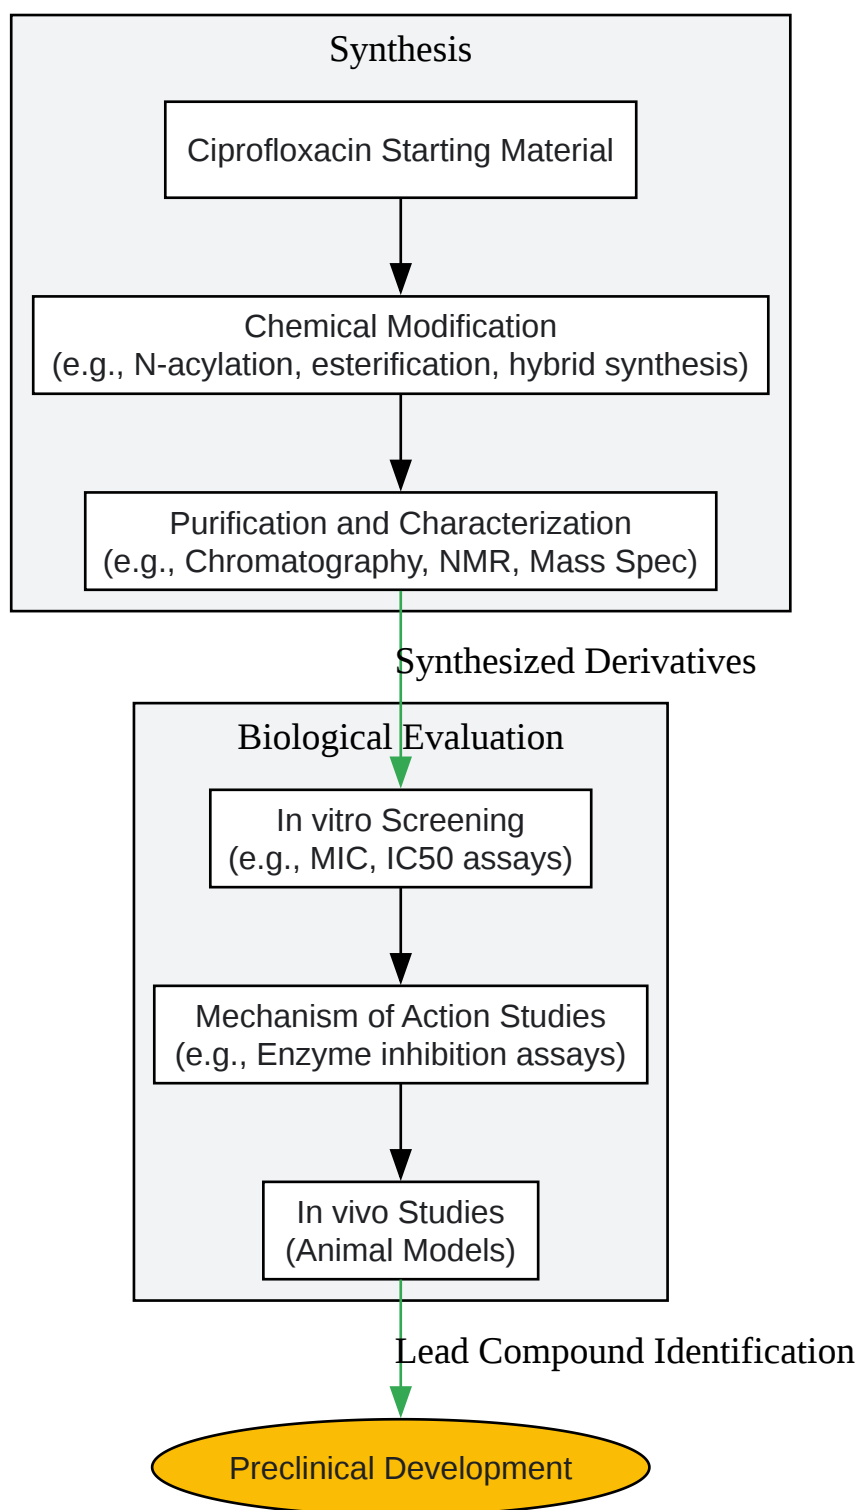 Synthesis
Ciprofloxacin Starting Material
Chemical Modification
(e.g., N-acylation, esterification, hybrid synthesis)
Purification and Characterization
(e.g., Chromatography, NMR, Mass Spec)
Synthesized Derivatives
Biological Evaluation
In vitro Screening
(e.g., MIC, IC50 assays)
Mechanism of Action Studies
(e.g., Enzyme inhibition assays)
In vivo Studies
(Animal Models)
Lead Compound Identification
Preclinical Development